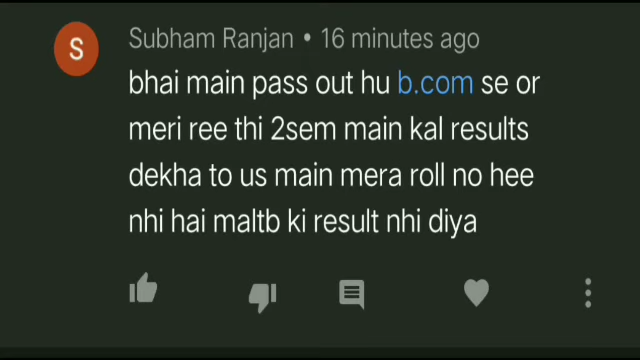 S
Subham Ranjan • 16 minutes ago
bhai main pass out hu b.com se or
meri ree thi 2sem main kal results
dekha to us main mera roll no hee
nhi hai maltb ki result nhi diya